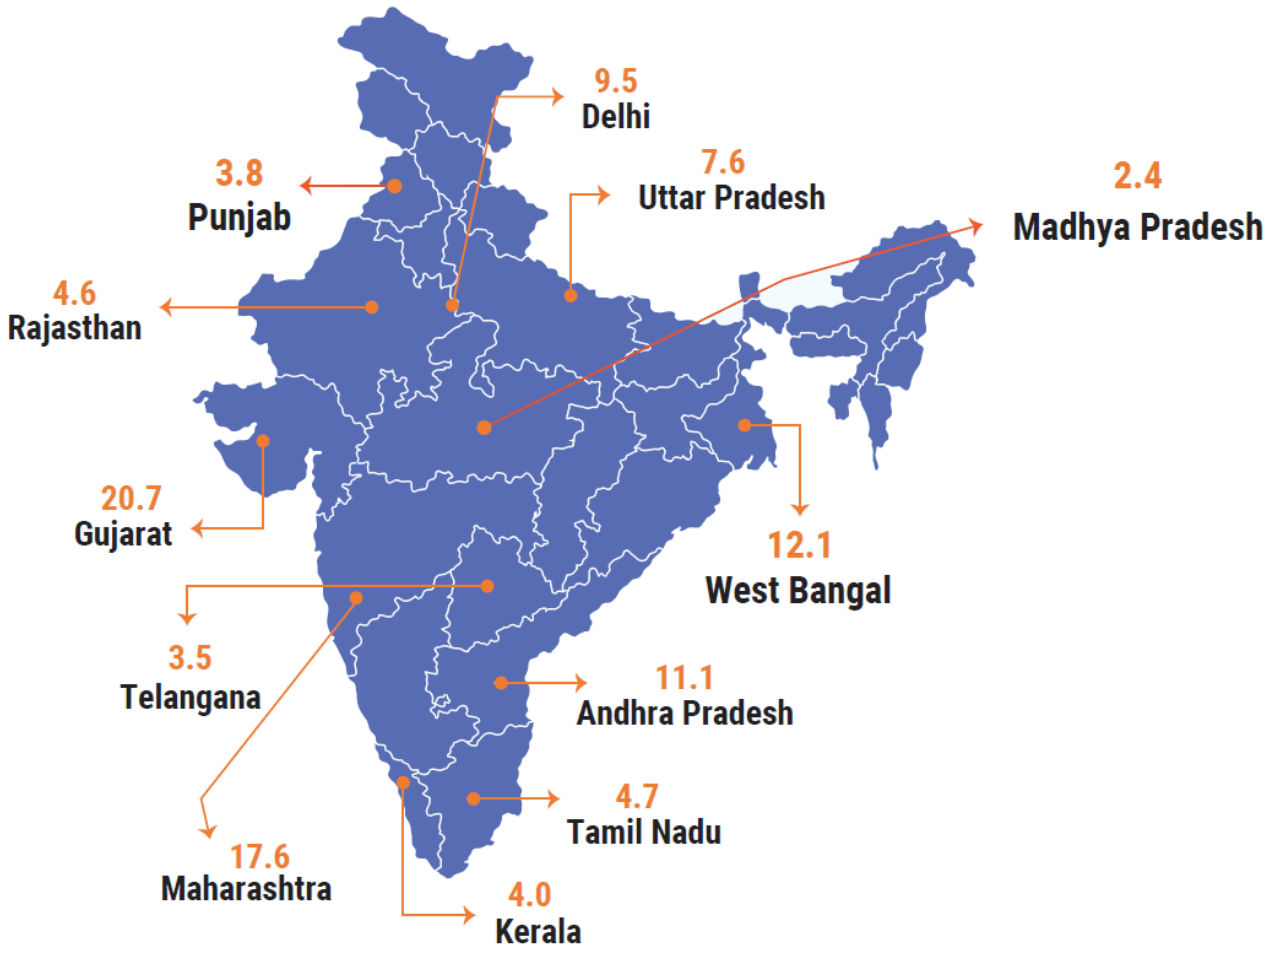 9.5
Delhi
7.6
Uttar Pradesh
2.4
Madhya Pradesh
3.8
Punjab
4.6
Rajasthan
20.7
Gujarat
12.1
West Bangal
3.5
Telangana
11.1
Andhra Pradesh
4.7
Tamil Nadu
17.6
Maharashtra
4.0
Kerala